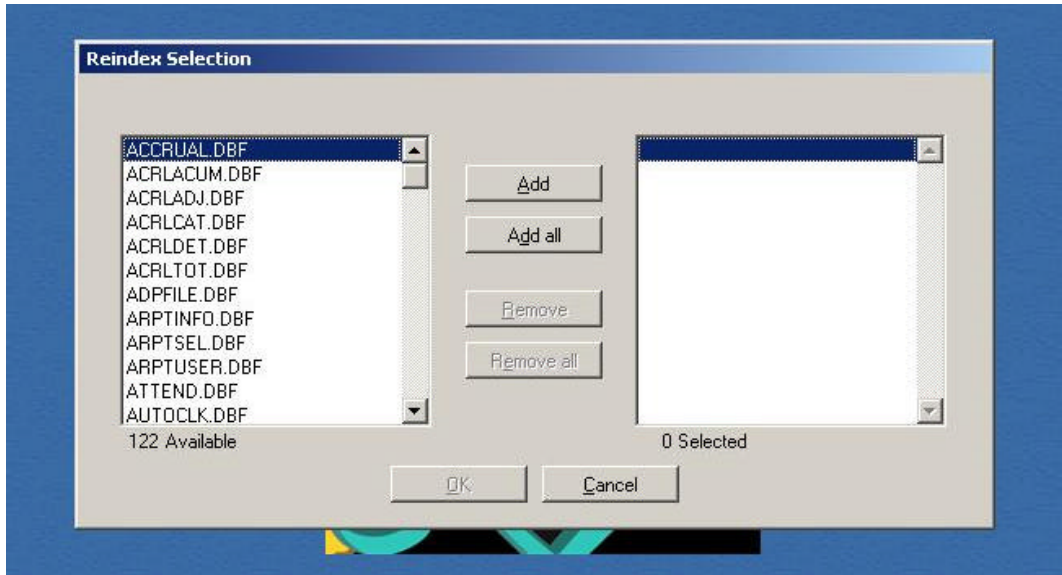 Reindex Selection
ACCRUAL.DBF
ACRLACUM.DBF
ACRLADJ.DBF
ACRLCAT.DBF
ACRLDET.DBF
ACRLTOT.DBF
ADPFILE.DBF
ARPTINFO.DBF
ARPTSEL.DBF
ARPTUSER.DBF
ATTEND.DBF
AUTOCLK.DBF
122 Available
Add
Add all
Remove
Remove all
0 Selected
OK
Cancel